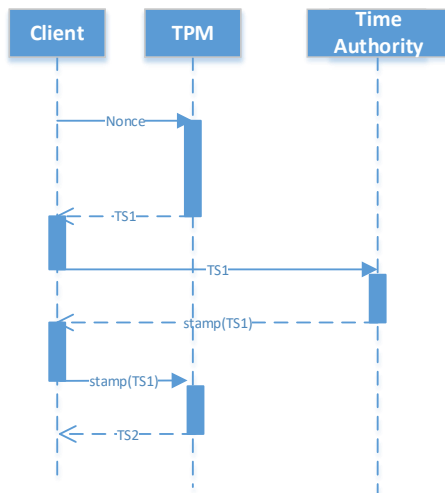 Client
TPM
Time
Authority
Nonce
TS1
TS1
stamp(TS1)
stamp(TS1)
TS2